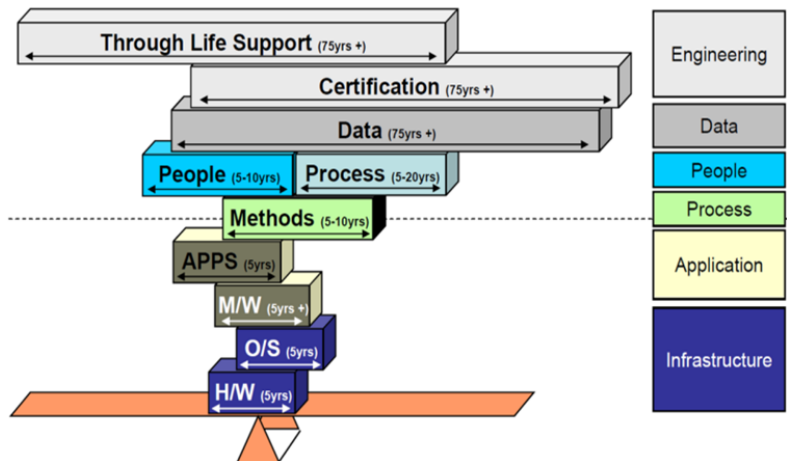 Through Life Support (75yrs +)
Certification (75yrs +)
Data (75yrs +)
People (5-10yrs)
Process (5-20yrs)
Methods (5-10yrs)
APPS (5yrs)
M/W (5yrs +)
O/S (5yrs)
H/W (5yrs)
Engineering
Data
People
Process
Application
Infrastructure